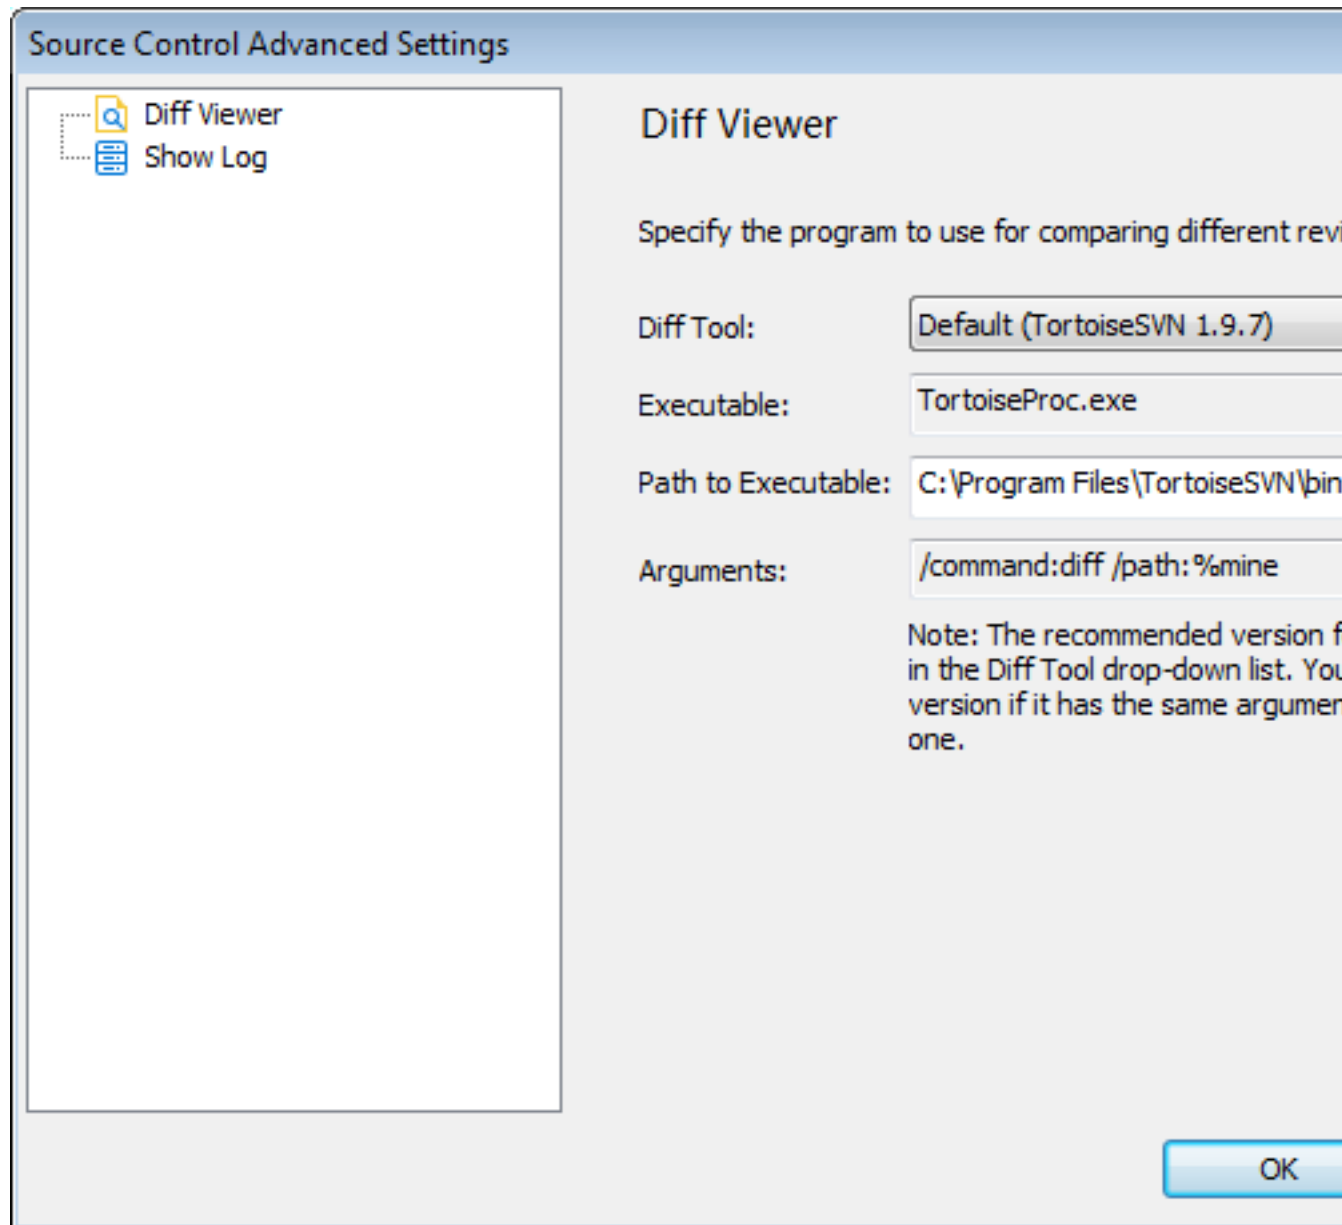 Source Control Advanced Settings
Diff Viewer
Show Log
Diff Viewer
Specify the program to use for comparing different
Diff Tool: Default (TortoiseSVN 1.9.7)
Executable: TortoiseProc.exe
Path to Executable: C:\Program Files\TortoiseSVN\bin
Arguments: /command:diff /path:%mine
Note: The recommended version
in the Diff Tool drop-down list. You
version if it has the same
one.
OK